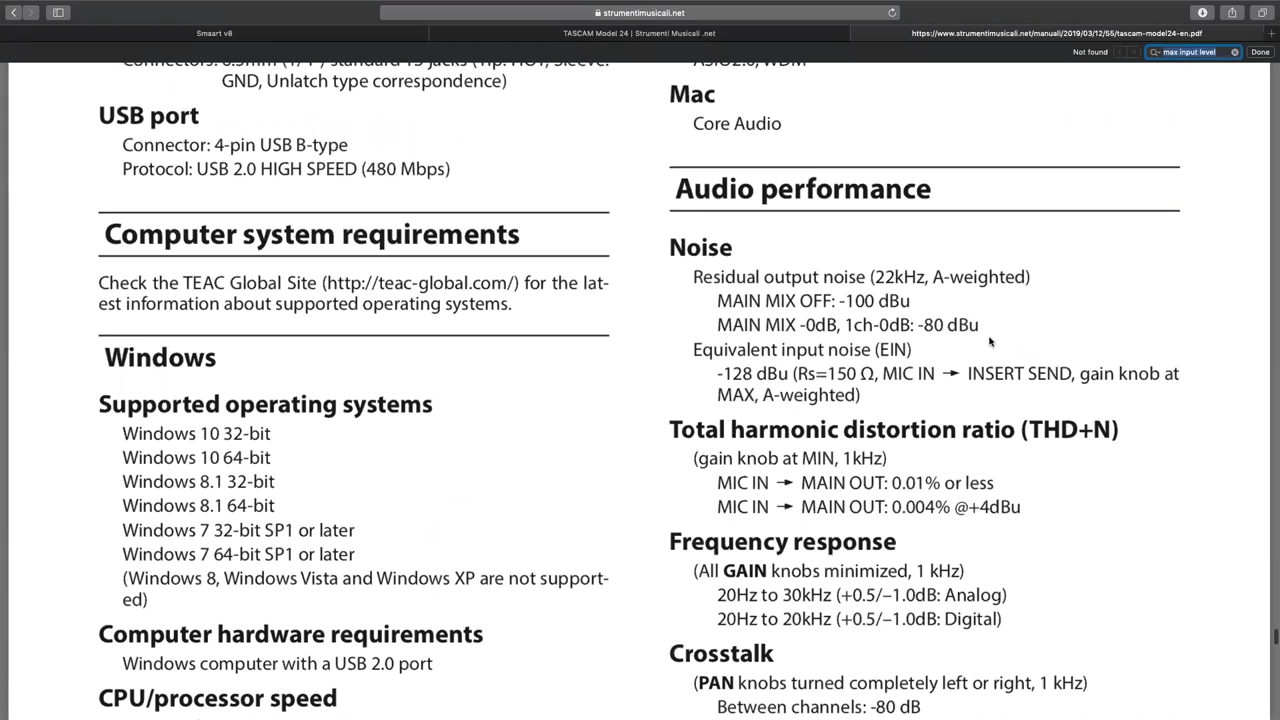 strumentimusicali.net
Smaart v8
TASCAM Model 24 | Strumenti Musicali .net
https://www.strumentimusicali.net/manuali/2019/03/12/55/tascam-model24-en.pdf
Not found
max input level
Done
GND, Unlatch type correspondence)
USB port
Connector: 4-pin USB B-type
Protocol: USB 2.0 HIGH SPEED (480 Mbps)
Computer system requirements
Check the TEAC Global Site (http://teac-global.com/) for the lat-
est information about supported operating systems.
Windows
Supported operating systems
Windows 10 32-bit
Windows 10 64-bit
Windows 8.1 32-bit
Windows 8.1 64-bit
Windows 7 32-bit SP1 or later
Windows 7 64-bit SP1 or later
(Windows 8, Windows Vista and Windows XP are not support-
ed)
Computer hardware requirements
Windows computer with a USB 2.0 port
CPU/processor speed
ASIO2.0, WDM
Mac
Core Audio
Audio performance
Noise
Residual output noise (22kHz, A-weighted)
MAIN MIX OFF: -100 dBu
MAIN MIX -0dB, 1ch-0dB: -80 dBu
Equivalent input noise (EIN)
-128 dBu (Rs=150 Ω, MIC IN → INSERT SEND, gain knob at
MAX, A-weighted)
Total harmonic distortion ratio (THD+N)
(gain knob at MIN, 1kHz)
MIC IN → MAIN OUT: 0.01% or less
MIC IN → MAIN OUT: 0.004% @+4dBu
Frequency response
(All GAIN knobs minimized, 1 kHz)
20Hz to 30kHz (+0.5/–1.0dB: Analog)
20Hz to 20kHz (+0.5/–1.0dB: Digital)
Crosstalk
(PAN knobs turned completely left or right, 1 kHz)
Between channels: -80 dB